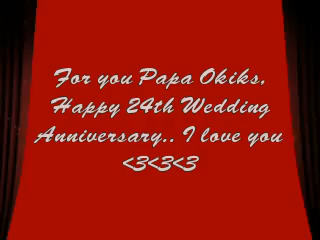 For you Papa Okiks,
Happy 24th Wedding
Anniversary.. I love you
<3<3<3